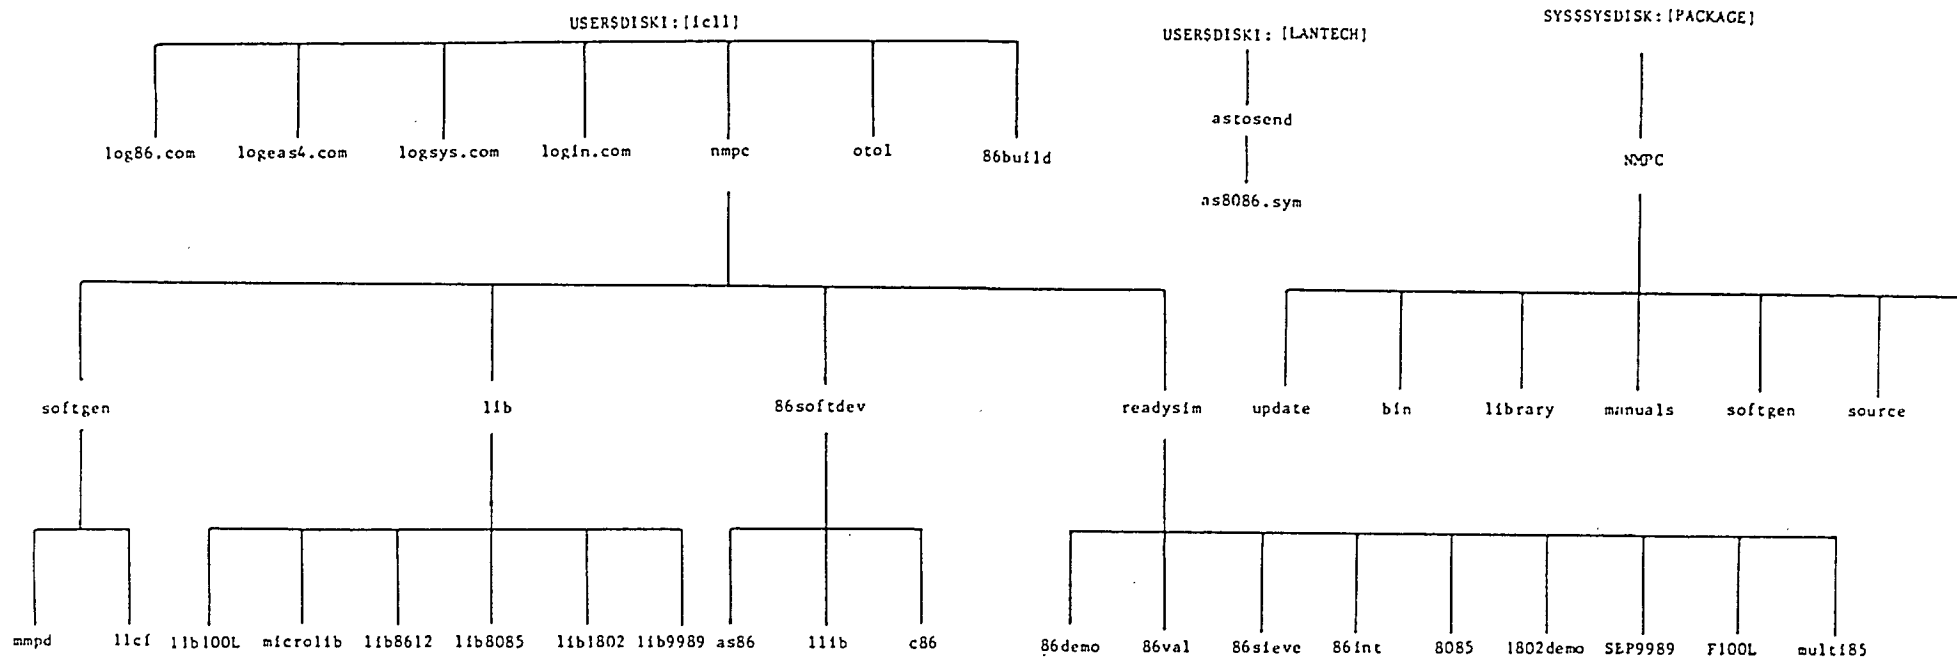 USER$DISK1:[icl1]
USER$DISK1: [LANTECH]
SYS$SYSDISK:[PACKAGE]
astosend
log86.com logeas4.com logsys.com login.com nmpc otol 86build
NMPC
as8086.sym
softgen lib 86softdev readysim update bin library manuals softgen source
mmpd llcf lib100L microlib lib8612 lib8085 lib1802 lib9989 as86 llib c86 86demo 86val 86sieve 86int 8085 1802demo SBP9989 F100L multi85